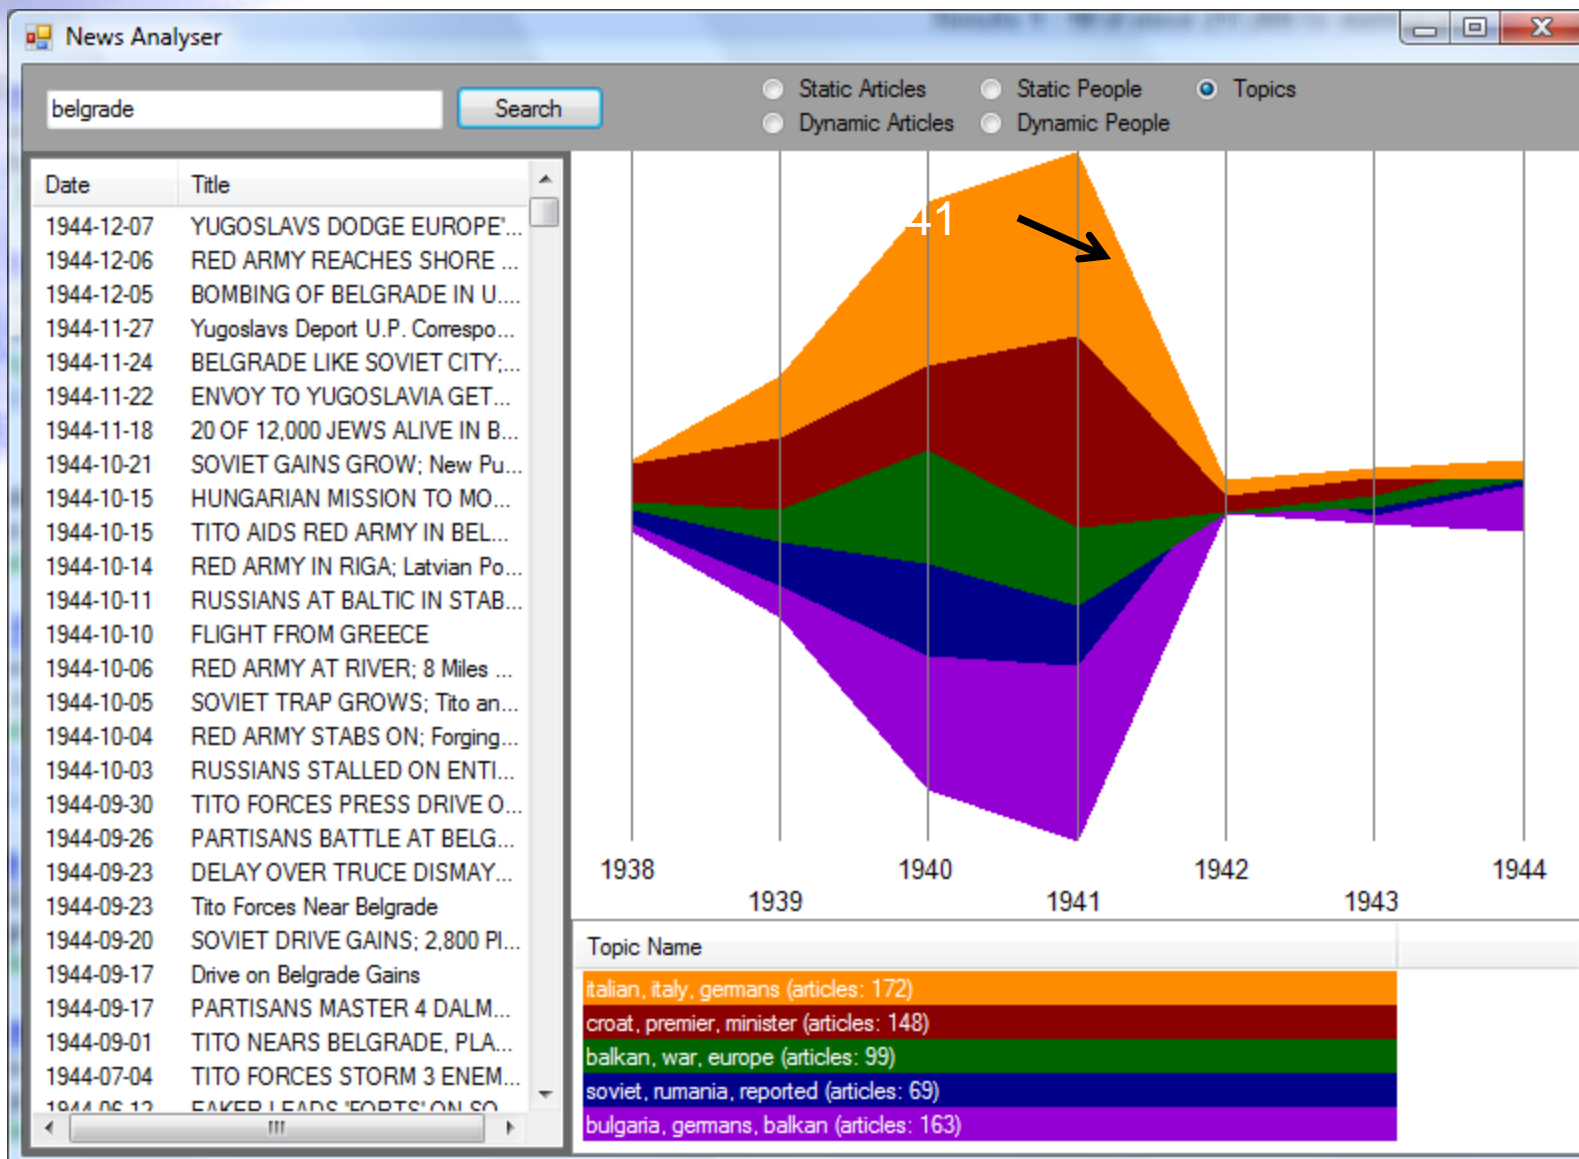 News Analyser
belgrade
Search
Static Articles
Static People
Topics
Dynamic Articles
Dynamic People
Date Title
1944-12-07 YUGOSLAVS DODGE EUROPE'...
1944-12-06 RED ARMY REACHES SHORE ...
1944-12-05 BOMBING OF BELGRADE IN U....
1944-11-27 Yugoslavs Deport U.P. Correspo...
1944-11-24 BELGRADE LIKE SOVIET CITY;...
1944-11-22 ENVOY TO YUGOSLAVIA GET...
1944-11-18 20 OF 12,000 JEWS ALIVE IN B...
1944-10-21 SOVIET GAINS GROW; New Pu...
1944-10-15 HUNGARIAN MISSION TO MO...
1944-10-15 TITO AIDS RED ARMY IN BEL...
1944-10-14 RED ARMY IN RIGA; Latvian Po...
1944-10-11 RUSSIANS AT BALTIC IN STAB...
1944-10-10 FLIGHT FROM GREECE
1944-10-06 RED ARMY AT RIVER; 8 Miles ...
1944-10-05 SOVIET TRAP GROWS; Tito an...
1944-10-04 RED ARMY STABS ON; Forging...
1944-10-03 RUSSIANS STALLED ON ENTI...
1944-09-30 TITO FORCES PRESS DRIVE O...
1944-09-26 PARTISANS BATTLE AT BELG...
1944-09-23 DELAY OVER TRUCE DISMAY...
1944-09-23 Tito Forces Near Belgrade
1944-09-20 SOVIET DRIVE GAINS; 2,800 Pl...
1944-09-17 Drive on Belgrade Gains
1944-09-17 PARTISANS MASTER 4 DALM...
1944-09-01 TITO NEARS BELGRADE, PLA...
1944-07-04 TITO FORCES STORM 3 ENEM...
1944-06-12 EAKER LEADS 'FORTS' ON SO...
41
1938 1940 1942 1944
1939 1941 1943
Topic Name
italian, italy, germans (articles: 172)
croat, premier, minister (articles: 148)
balkan, war, europe (articles: 99)
soviet, rumania, reported (articles: 69)
bulgaria, germans, balkan (articles: 163)